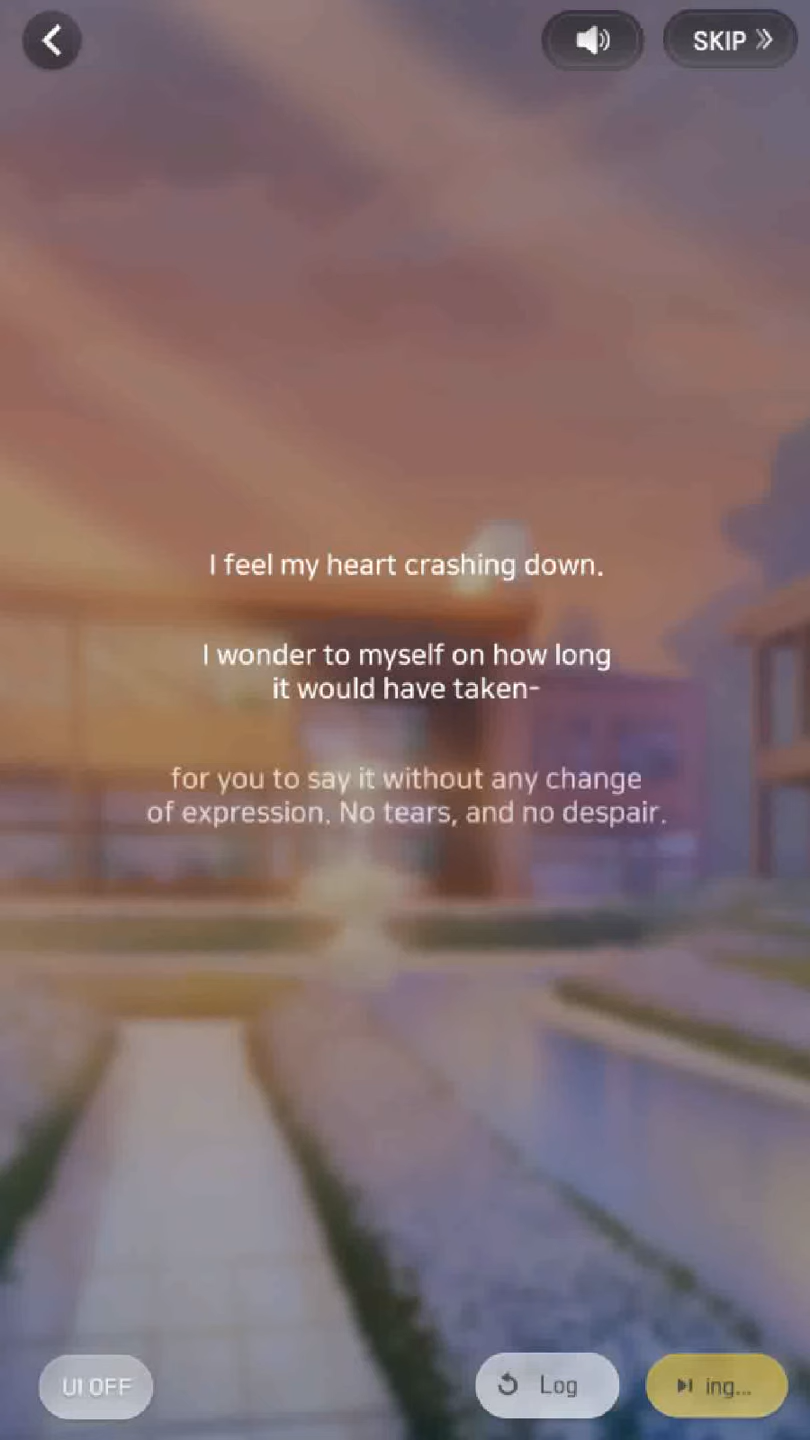 SKIP
I feel my heart crashing down.
I wonder to myself on how long
it would have taken-
for you to say it without any change
of expression. No tears, and no despair.
UI OFF
Log
ing...